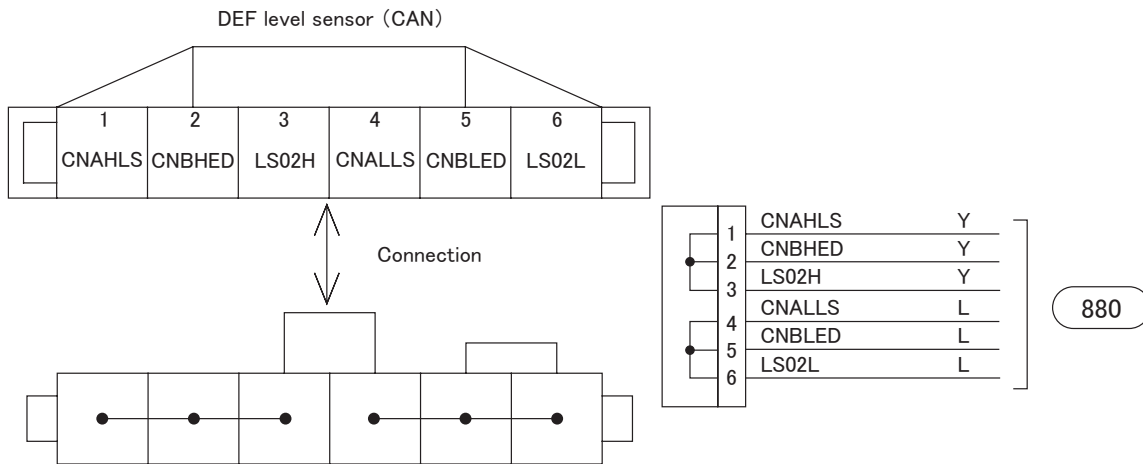 DEF level sensor (CAN)
1 2 3 4 5 6
CNAHLS CNBHED LS02H CNALLS CNBLED LS02L
Connection
1 CNAHLS Y
2 CNBHED Y
3 LS02H Y
4 CNALLS L
5 CNBLED L
6 LS02L L
880